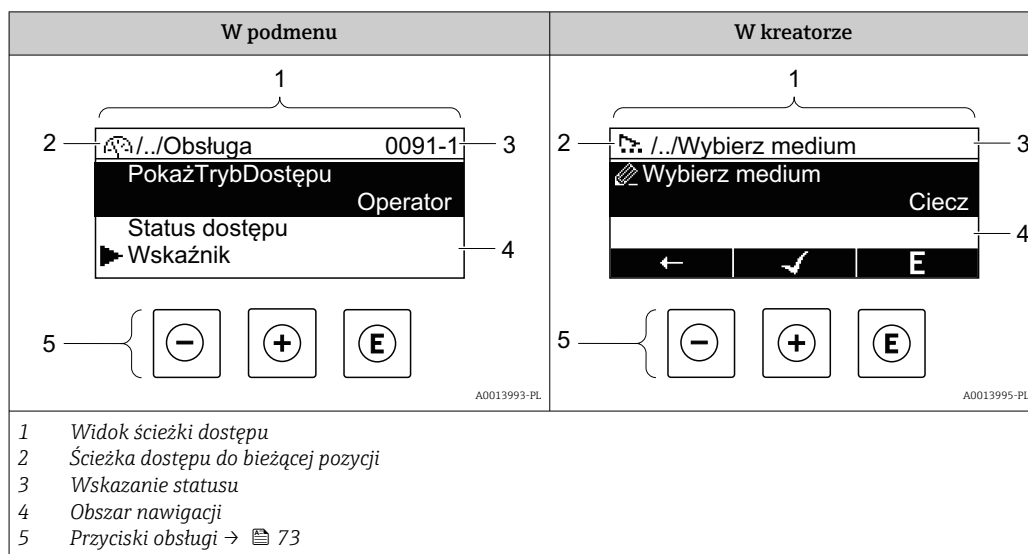 W podmenu
W kreatorze
1
2
/../Obsługa 0091-1
3
PokażTrybDostępu
Operator
Status dostępu
Wskaźnik
4
5
E
A0013993-PL
1
2
/../Wybierz medium
3
Wybierz medium
Ciecz
4
E
5
E
A0013995-PL
1 Widok ścieżki dostępu
2 Ścieżka dostępu do bieżącej pozycji
3 Wskazanie statusu
4 Obszar nawigacji
5 Przyciski obsługi → 73